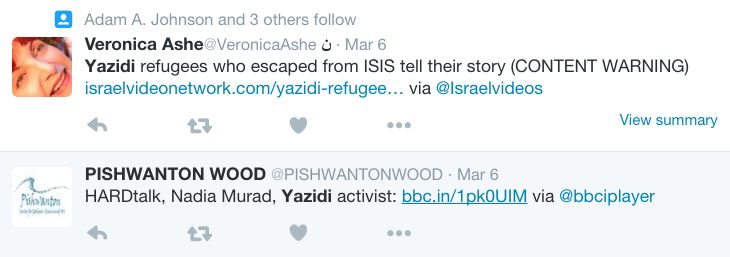 Adam A. Johnson and 3 others follow
Veronica Ashe@VeronicaAshe ن · Mar 6
Yazidi refugees who escaped from ISIS tell their story (CONTENT WARNING)
israelvideonetwork.com/yazidi-refugee… via @Israelvideos
View summary
PISHWANTON WOOD @PISHWANTONWOOD · Mar 6
HARDtalk, Nadia Murad, Yazidi activist: bbc.in/1pk0UIM via @bbciplayer
Pishwanton